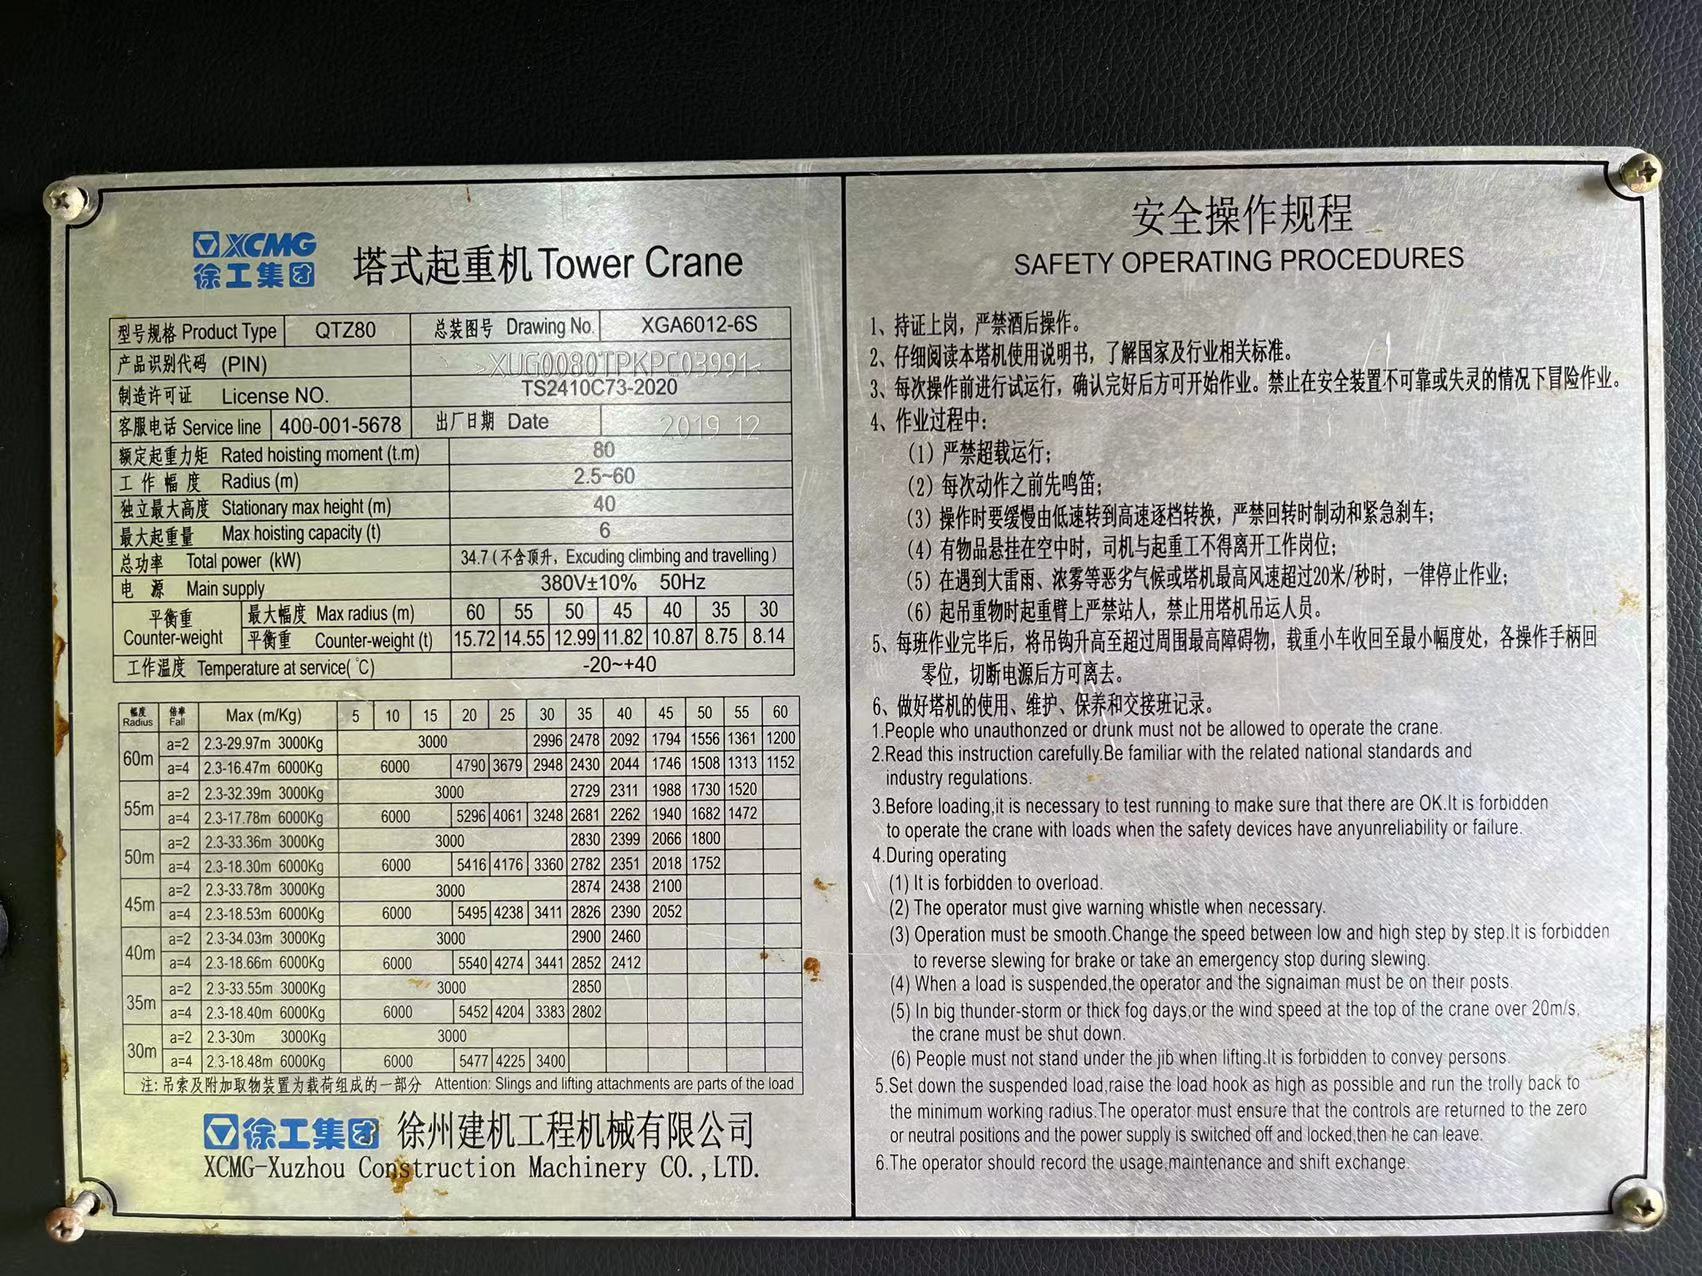 XCMG
徐工集团
塔式起重机 Tower Crane
型号规格 Product Type QTZ80 总装图号 Drawing No. XGA6012-6S
产品识别代码 (PIN) >XUG0080TPKPC03991<
制造许可证 License NO. TS2410C73-2020
客服电话 Service line 400-001-5678 出厂日期 Date 2019 12
额定起重力矩 Rated hoisting moment (t.m) 80
工作幅度 Radius (m) 2.5~60
独立最大高度 Stationary max height (m) 40
最大起重量 Max hoisting capacity (t) 6
总功率 Total power (kW) 34.7 (不含顶升, Excuding climbing and travelling)
电源 Main supply 380V±10% 50Hz
平衡重 Counter-weight 最大幅度 Max radius (m) 60 55 50 45 40 35 30
平衡重 Counter-weight (t) 15.72 14.55 12.99 11.82 10.87 8.75 8.14
工作温度 Temperature at service(℃) -20~+40
幅度 Radius 倍率 Fall Max (m/Kg) 5 10 15 20 25 30 35 40 45 50 55 60
60m a=2 2.3-29.97m 3000Kg 3000 2996 2478 2092 1794 1556 1361 1200
a=4 2.3-16.47m 6000Kg 6000 4790 3679 2948 2430 2044 1746 1508 1313 1152
55m a=2 2.3-32.39m 3000Kg 3000 2729 2311 1988 1730 1520
a=4 2.3-17.78m 6000Kg 6000 5296 4061 3248 2681 2262 1940 1682 1472
50m a=2 2.3-33.36m 3000Kg 3000 2830 2399 2066 1800
a=4 2.3-18.30m 6000Kg 6000 5416 4176 3360 2782 2351 2018 1752
45m a=2 2.3-33.78m 3000Kg 3000 2874 2438 2100
a=4 2.3-18.53m 6000Kg 6000 5495 4238 3411 2826 2390 2052
40m a=2 2.3-34.03m 3000Kg 3000 2900 2460
a=4 2.3-18.66m 6000Kg 6000 5540 4274 3441 2852 2412
35m a=2 2.3-33.55m 3000Kg 3000 2850
a=4 2.3-18.40m 6000Kg 6000 5452 4204 3383 2802
30m a=2 2.3-30m 3000Kg 3000
a=4 2.3-18.48m 6000Kg 6000 5477 4225 3400
注: 吊索及附加取物装置为载荷组成的一部分 Attention: Slings and lifting attachments are parts of the load
徐工集团 徐州建机工程机械有限公司
XCMG-Xuzhou Construction Machinery CO.,LTD.
安全操作规程
SAFETY OPERATING PROCEDURES
1、持证上岗，严禁酒后操作。
2、仔细阅读本塔机使用说明书，了解国家及行业相关标准。
3、每次操作前进行试运行，确认完好后方可开始作业。禁止在安全装置不可靠或失灵的情况下冒险作业。
4、作业过程中:
(1) 严禁超载运行;
(2) 每次动作之前先鸣笛;
(3) 操作时要缓慢由低速转到高速逐档转换，严禁回转时制动和紧急刹车;
(4) 有物品悬挂在空中时，司机与起重工不得离开工作岗位;
(5) 在遇到大雷雨、浓雾等恶劣气候或塔机最高风速超过20米/秒时，一律停止作业;
(6) 起吊重物时起重臂上严禁站人，禁止用塔机吊运人员。
5、每班作业完毕后，将吊钩升高至超过周围最高障碍物，载重小车收回至最小幅度处，各操作手柄回
零位，切断电源后方可离去。
6、做好塔机的使用、维护、保养和交接班记录。
1.People who unauthonzed or drunk must not be allowed to operate the crane.
2.Read this instruction carefully.Be familiar with the related national standards and
industry regulations.
3.Before loading,it is necessary to test running to make sure that there are OK.It is forbidden
to operate the crane with loads when the safety devices have anyunreliability or failure.
4.During operating
(1) It is forbidden to overload.
(2) The operator must give warning whistle when necessary.
(3) Operation must be smooth.Change the speed between low and high step by step.It is forbidden
to reverse slewing for brake or take an emergency stop during slewing.
(4) When a load is suspended,the operator and the signaiman must be on their posts.
(5) In big thunder-storm or thick fog days,or the wind speed at the top of the crane over 20m/s,
the crane must be shut down.
(6) People must not stand under the jib when lifting.It is forbidden to convey persons.
5.Set down the suspended load,raise the load hook as high as possible and run the trolly back to
the minimum working radius.The operator must ensure that the controls are returned to the zero
or neutral positions and the power supply is switched off and locked,then he can leave.
6.The operator should record the usage,maintenance and shift exchange.